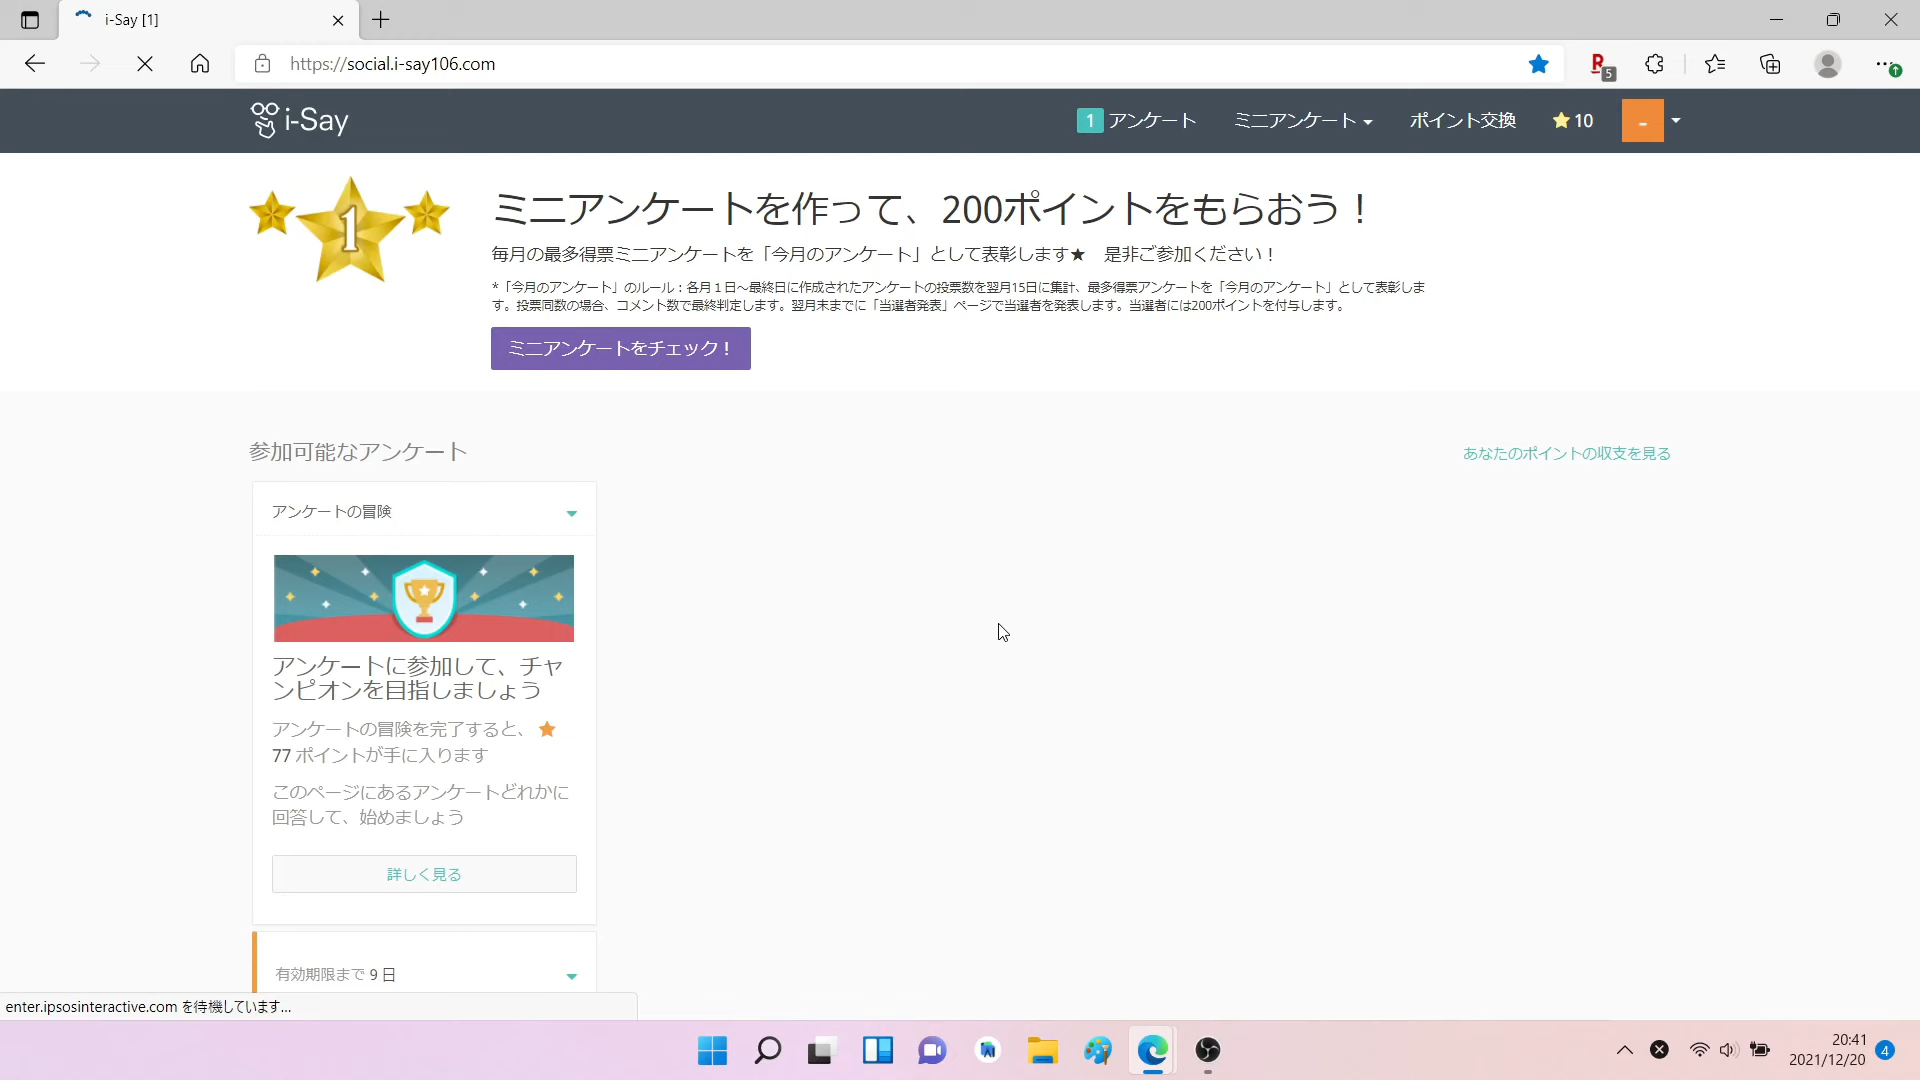 i-Say [1]
https://social.i-say106.com
5
i-Say
1 アンケート ミニアンケート ポイント交換 10 -
1
ミニアンケートを作って、200ポイントをもらおう！
毎月の最多得票ミニアンケートを「今月のアンケート」として表彰します★　是非ご参加ください！
*「今月のアンケート」のルール：各月１日～最終日に作成されたアンケートの投票数を翌月15日に集計、最多得票アンケートを「今月のアンケート」として表彰しま
す。投票同数の場合、コメント数で最終判定します。翌月末までに「当選者発表」ページで当選者を発表します。当選者には200ポイントを付与します。
ミニアンケートをチェック！
参加可能なアンケート
あなたのポイントの収支を見る
アンケートの冒険
アンケートに参加して、チャ
ンピオンを目指しましょう
アンケートの冒険を完了すると、
77 ポイントが手に入ります
このページにあるアンケートどれかに
回答して、始めましょう
詳しく見る
有効期限まで 9 日
enter.ipsosinteractive.com を待機しています...
20:41
2021/12/20
4